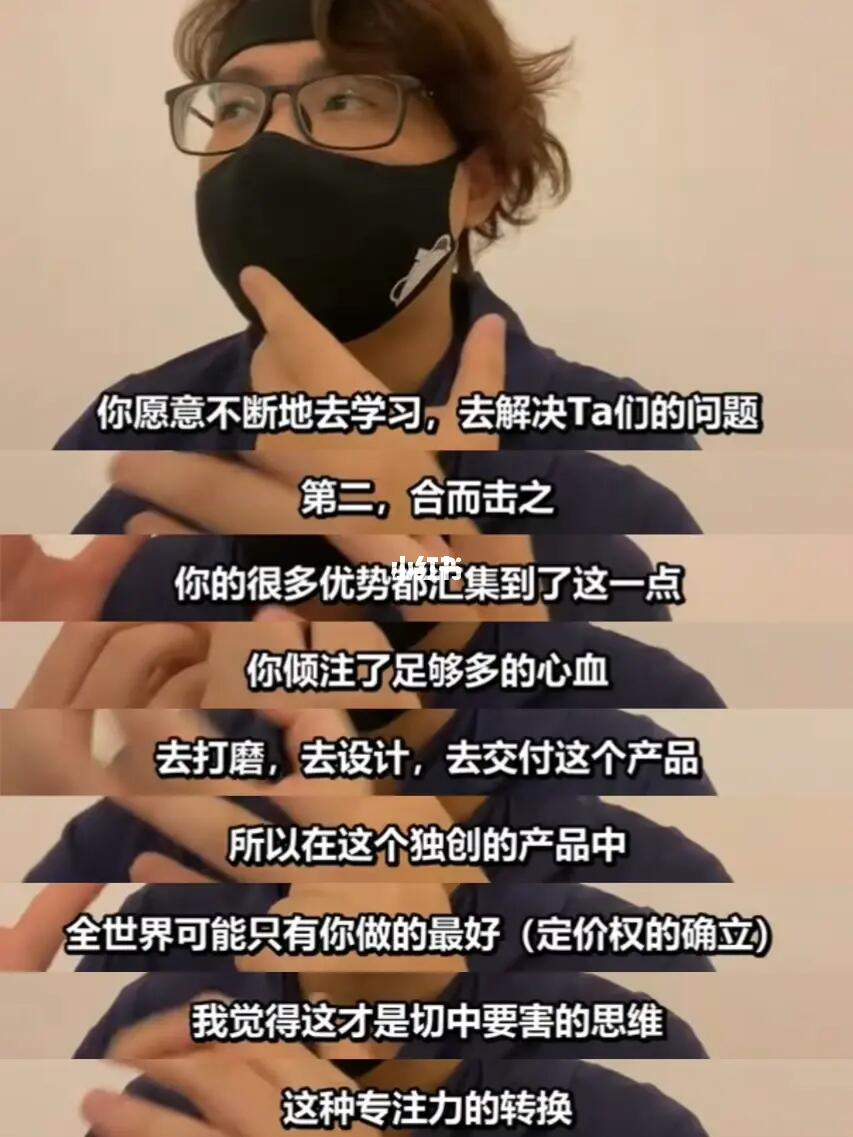 你愿意不断地去学习，去解决Ta们的问题
第二，合而击之
小红书
你的很多优势都汇集到了这一点
你倾注了足够多的心血
去打磨，去设计，去交付这个产品
所以在这个独创的产品中
全世界可能只有你做的最好（定价权的确立）
我觉得这才是切中要害的思维
这种专注力的转换